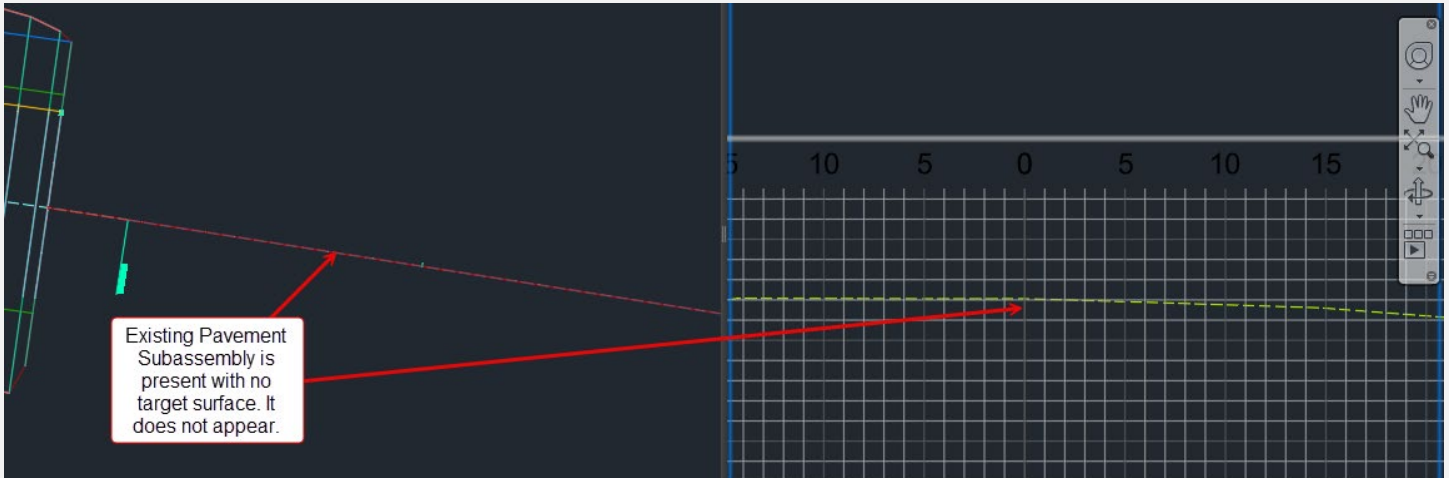 5 10 5 0 5 10 15
Existing Pavement
Subassembly is
present with no
target surface. It
does not appear.